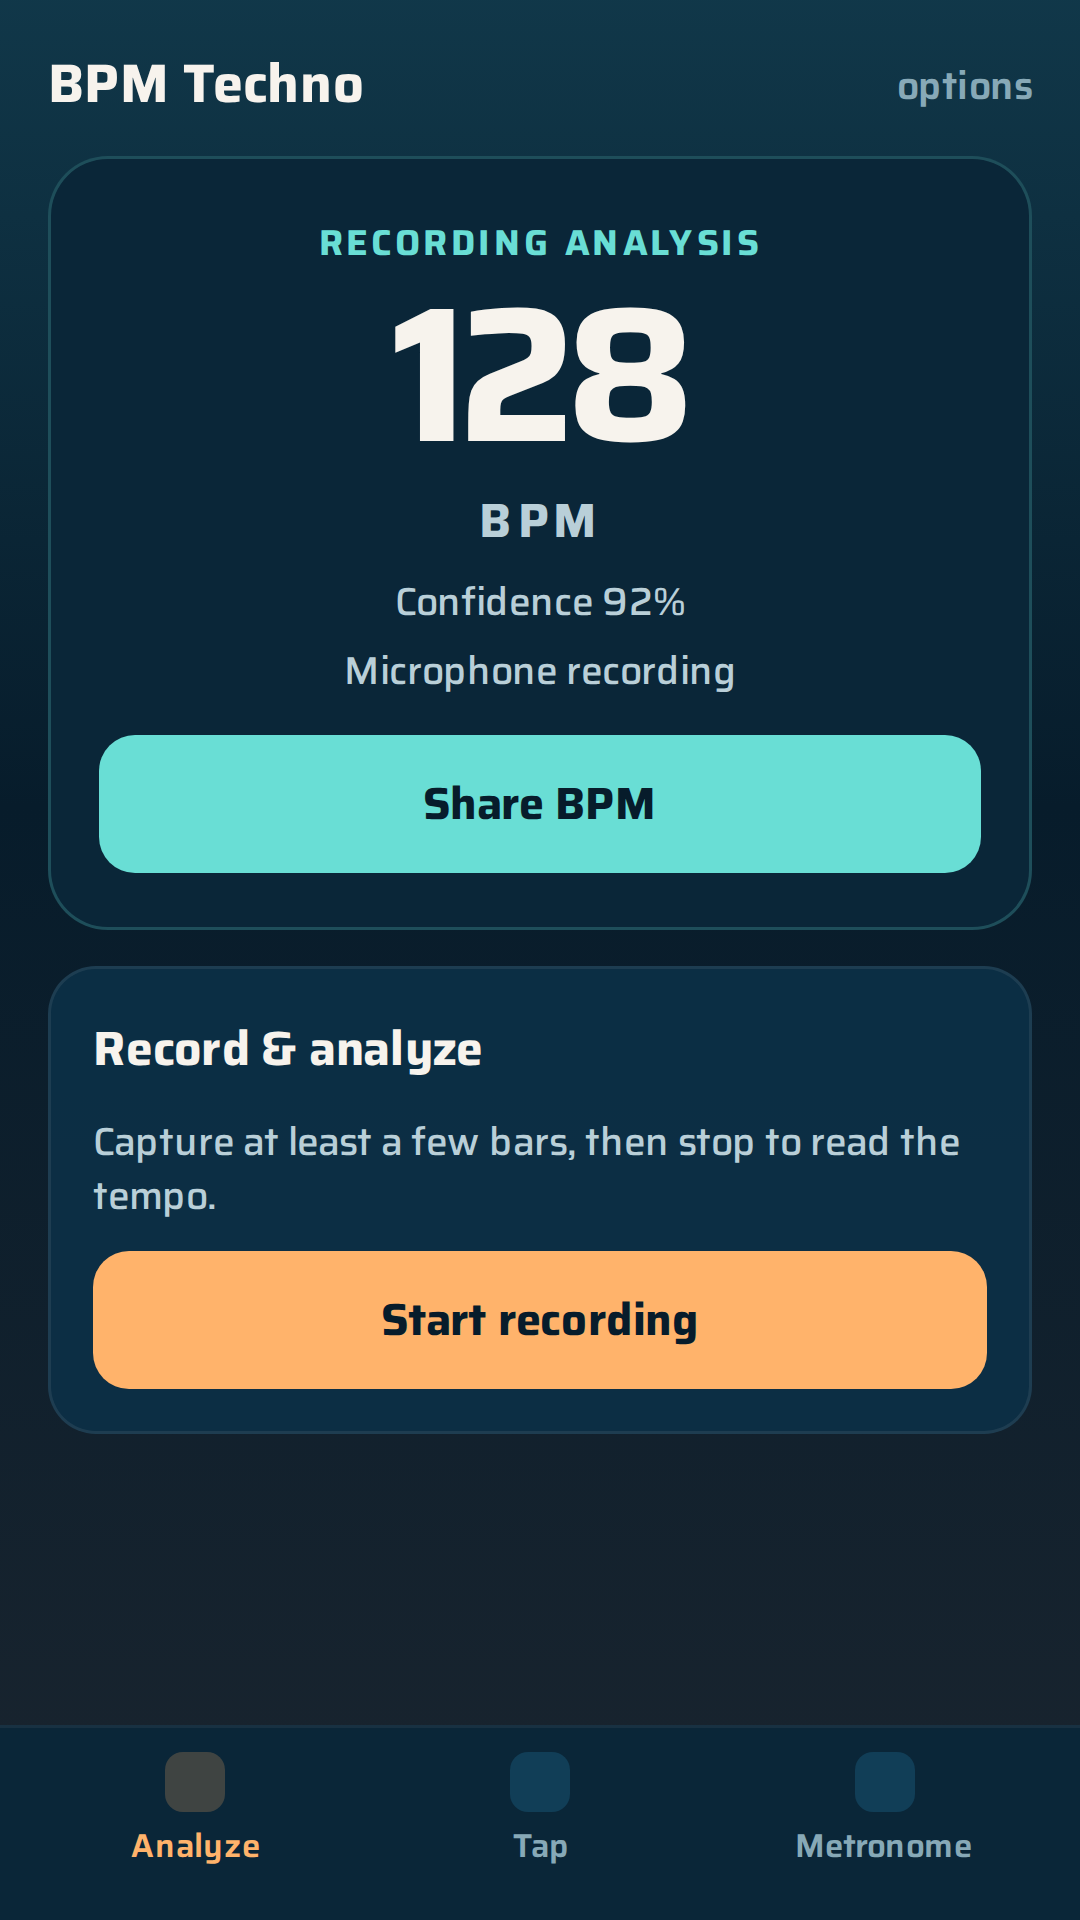 BPM Techno
options
RECORDING ANALYSIS
128
BPM
Confidence 92%
Microphone recording
Share BPM
Record & analyze
Capture at least a few bars, then stop to read the
tempo.
Start recording
Analyze
Tap
Metronome